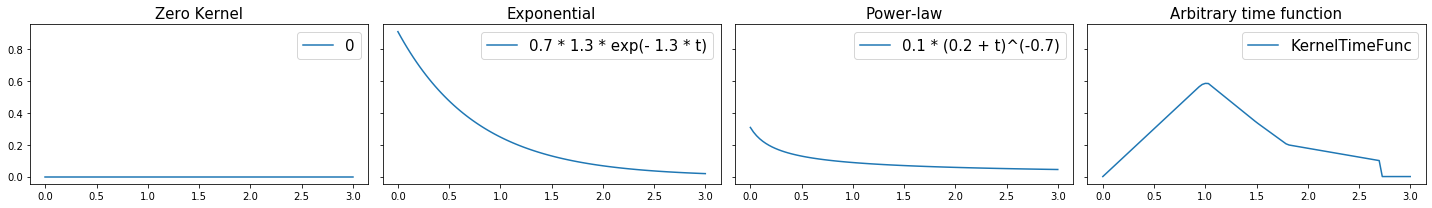 Zero Kernel
0
0.8
0.6
0.4
0.2
0.0
0.0 0.5 1.0 1.5 2.0 2.5 3.0
Exponential
0.7 * 1.3 * exp(- 1.3 * t)
0.0 0.5 1.0 1.5 2.0 2.5 3.0
Power-law
0.1 * (0.2 + t)^(-0.7)
0.0 0.5 1.0 1.5 2.0 2.5 3.0
Arbitrary time function
KernelTimeFunc
0.0 0.5 1.0 1.5 2.0 2.5 3.0